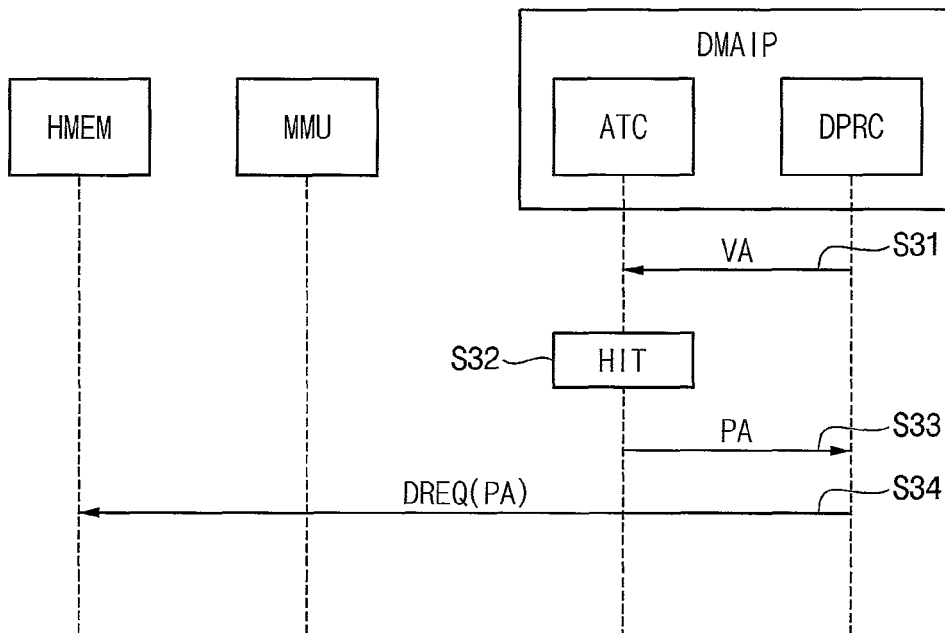 DMAIP
HMEM
MMU
ATC
DPRC
VA
S31
S32
HIT
PA
S33
DREQ(PA)
S34